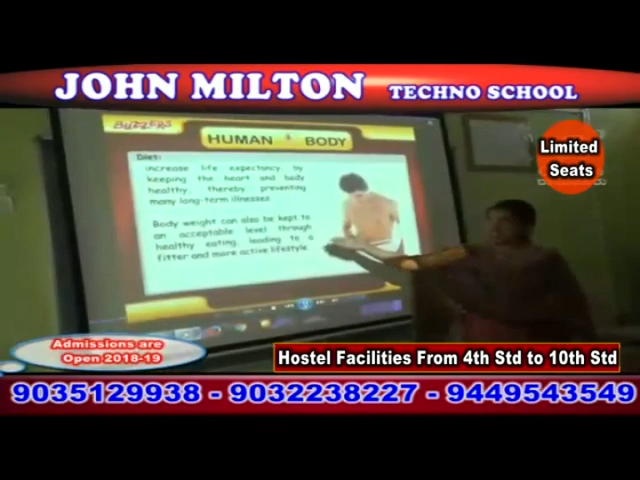 JOHN MILTON TECHNO SCHOOL
BUZZERS
HUMAN BODY
Limited
Seats
Diet:
increase life expectancy by
keeping the heart and body
healthy, thereby preventing
many long-term illnesses
Body weight can also be kept to
an acceptable level through
healthy eating, leading to a
fitter and more active lifestyle.
Admissions are
Open 2018-19
Hostel Facilities From 4th Std to 10th Std
9035129938 - 9032238227 - 9449543549